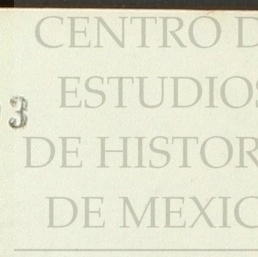 CENTRO D
ESTUDIOS
3
DE HISTOR
DE MEXIC